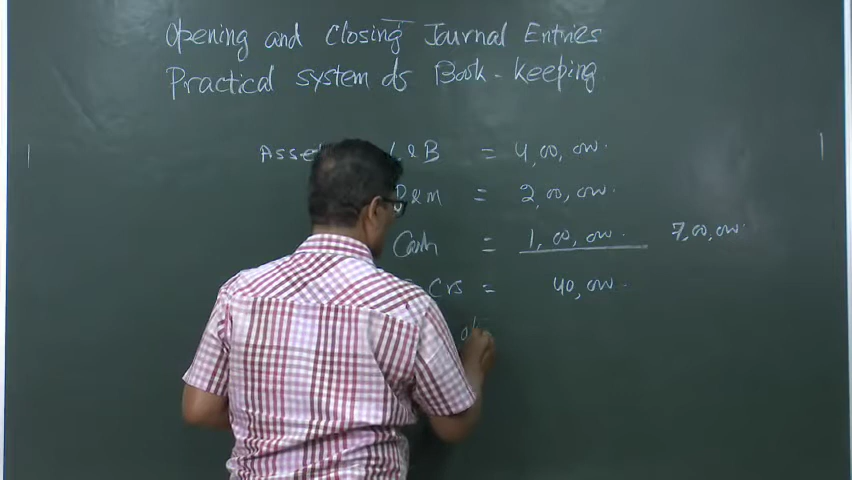 Opening and Closing Journal Entries
Practical system of Book-keeping
Assets L&B = 4,00,000
P&M = 2,00,000
Cash = 1,00,000 7,00,000
Crs = 40,000